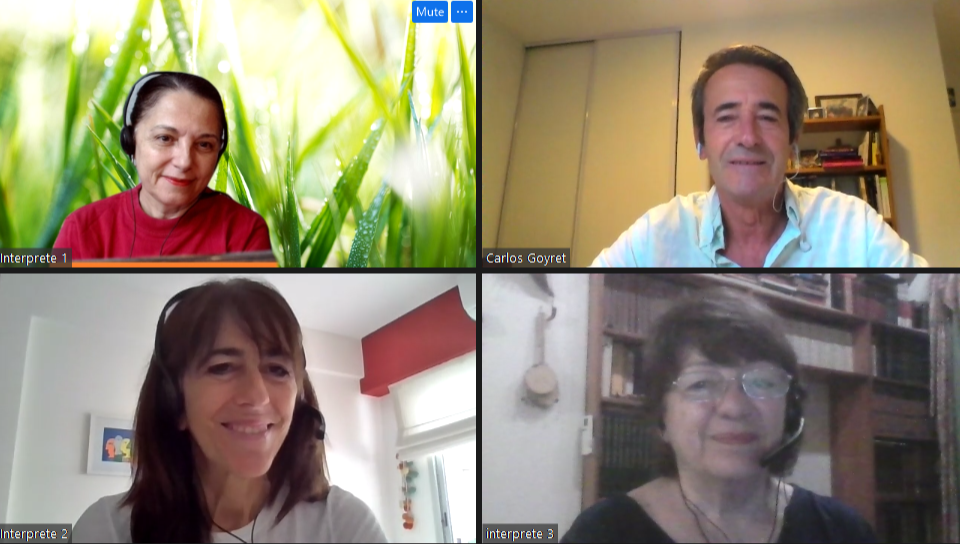 Mute ...
Interprete 1
Carlos Goyret
Interprete 2
interprete 3